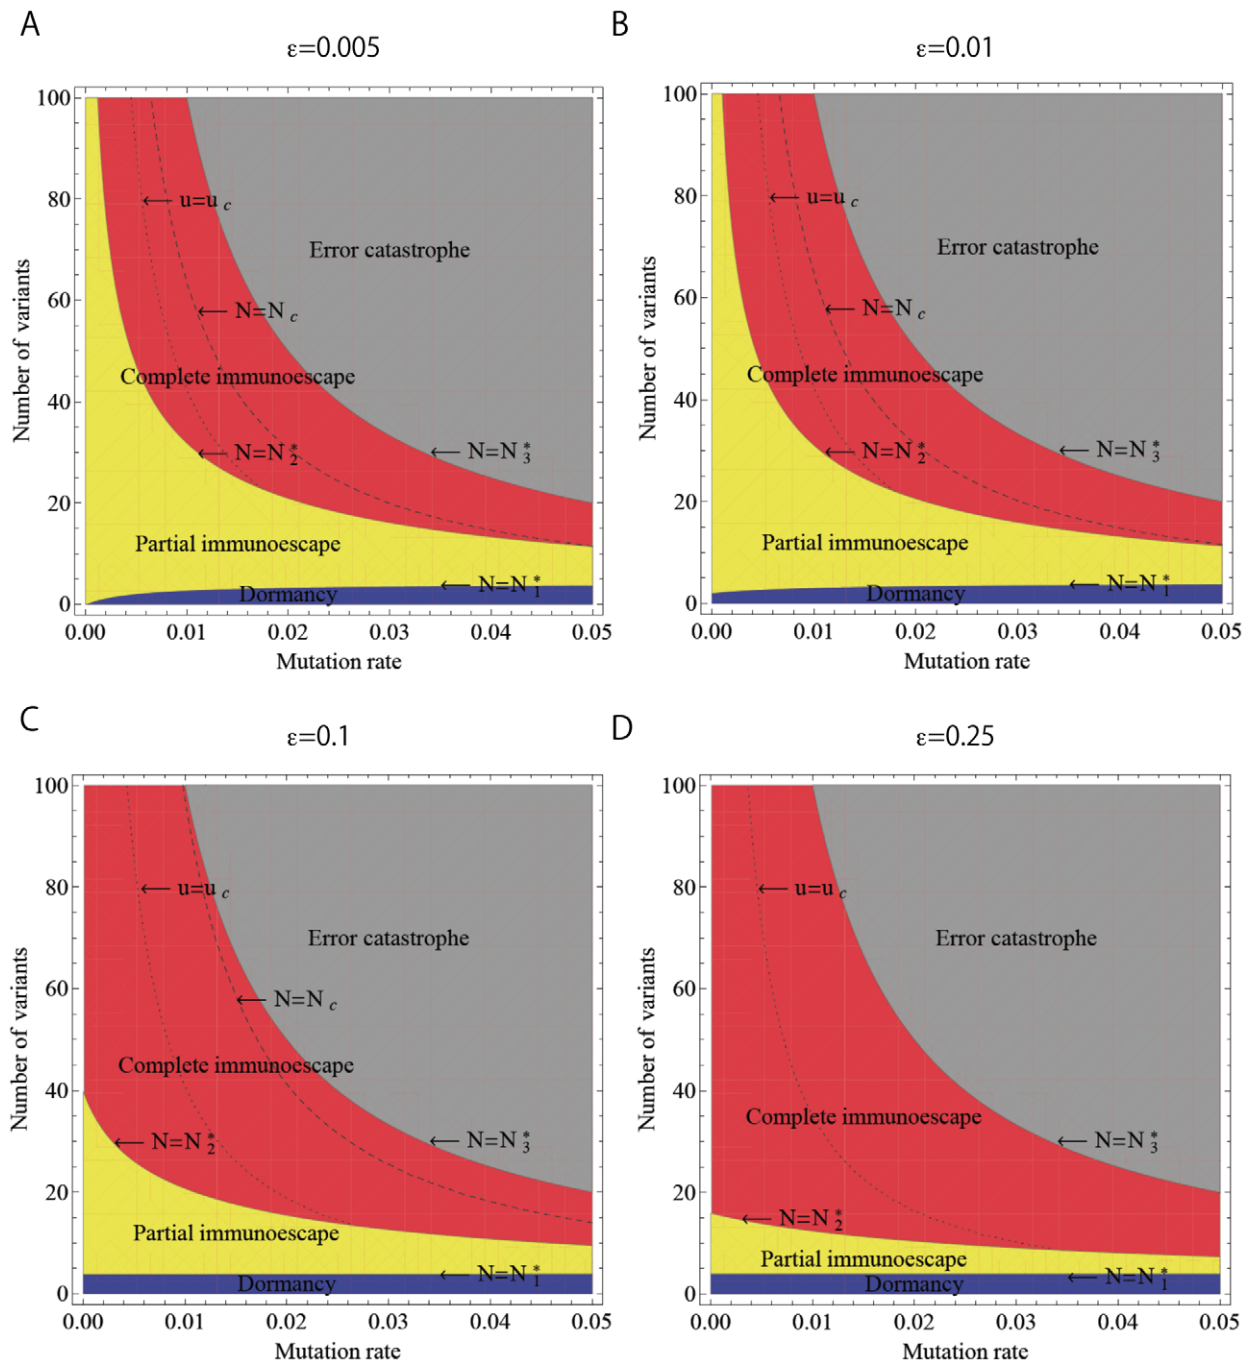 A
ε=0.005
100
80
60
40
20
0
Number of variants
u=u c
Error catastrophe
N=N c
Complete immunoescape
N=N 2 *
N=N 3 *
Partial immunoescape
N=N 1 *
Dormancy
0.00 0.01 0.02 0.03 0.04 0.05
Mutation rate
B
ε=0.01
100
80
60
40
20
0
Number of variants
u=u c
Error catastrophe
N=N c
Complete immunoescape
N=N 2 *
N=N 3 *
Partial immunoescape
N=N 1 *
Dormancy
0.00 0.01 0.02 0.03 0.04 0.05
Mutation rate
C
ε=0.1
100
80
60
40
20
0
Number of variants
u=u c
Error catastrophe
N=N c
Complete immunoescape
N=N 2 *
N=N 3 *
Partial immunoescape
N=N 1 *
Dormancy
0.00 0.01 0.02 0.03 0.04 0.05
Mutation rate
D
ε=0.25
100
80
60
40
20
0
Number of variants
u=u c
Error catastrophe
Complete immunoescape
N=N 3 *
N=N 2 *
Partial immunoescape
N=N 1 *
Dormancy
0.00 0.01 0.02 0.03 0.04 0.05
Mutation rate